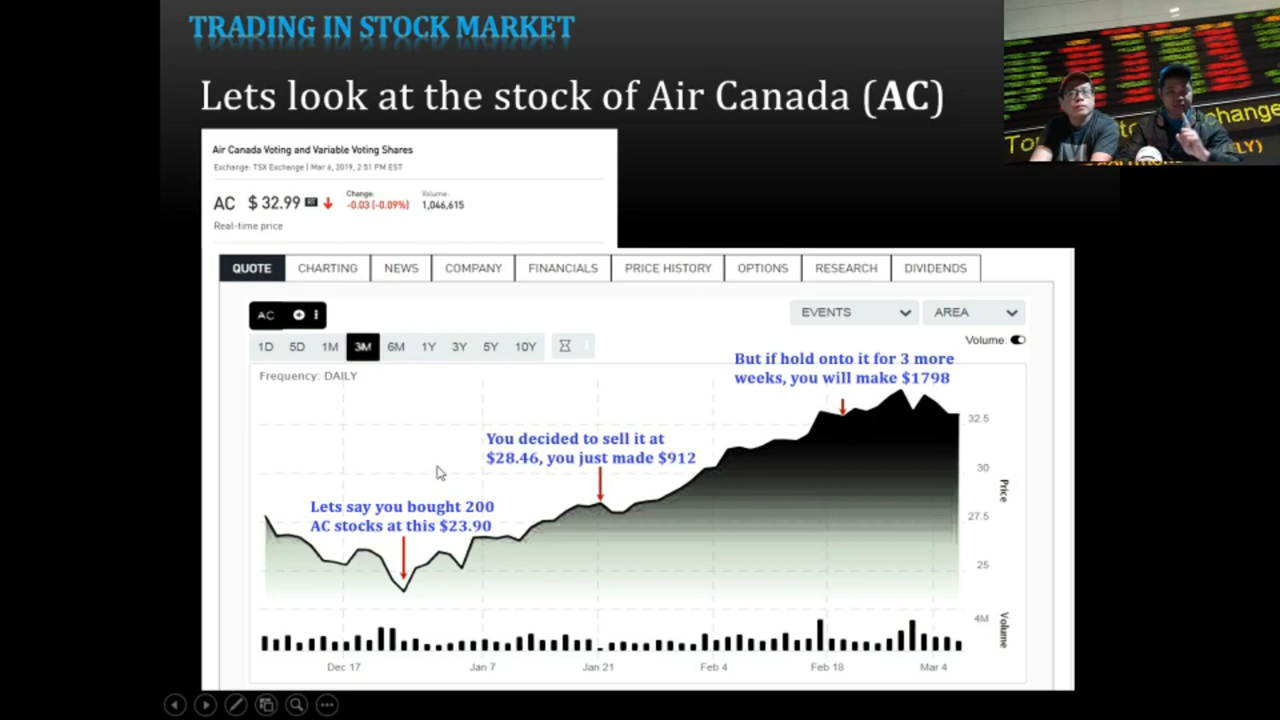 TRADING IN STOCK MARKET
Lets look at the stock of Air Canada (AC)
Air Canada Voting and Variable Voting Shares
Exchange: TSX Exchange | Mar 6, 2019, 2:51 PM EST
AC $ 32.99
Change:
-0.03 (-0.09%)
Volume:
1,046,615
Real-time price
QUOTE CHARTING NEWS COMPANY FINANCIALS PRICE HISTORY OPTIONS RESEARCH DIVIDENDS
AC
EVENTS AREA
1D 5D 1M 3M 6M 1Y 3Y 5Y 10Y
Volume:
Frequency: DAILY
But if hold onto it for 3 more
weeks, you will make $1798
You decided to sell it at
$28.46, you just made $912
Lets say you bought 200
AC stocks at this $23.90
32.5
30
27.5
25
Price
4M
Volume
Dec 17 Jan 7 Jan 21 Feb 4 Feb 18 Mar 4